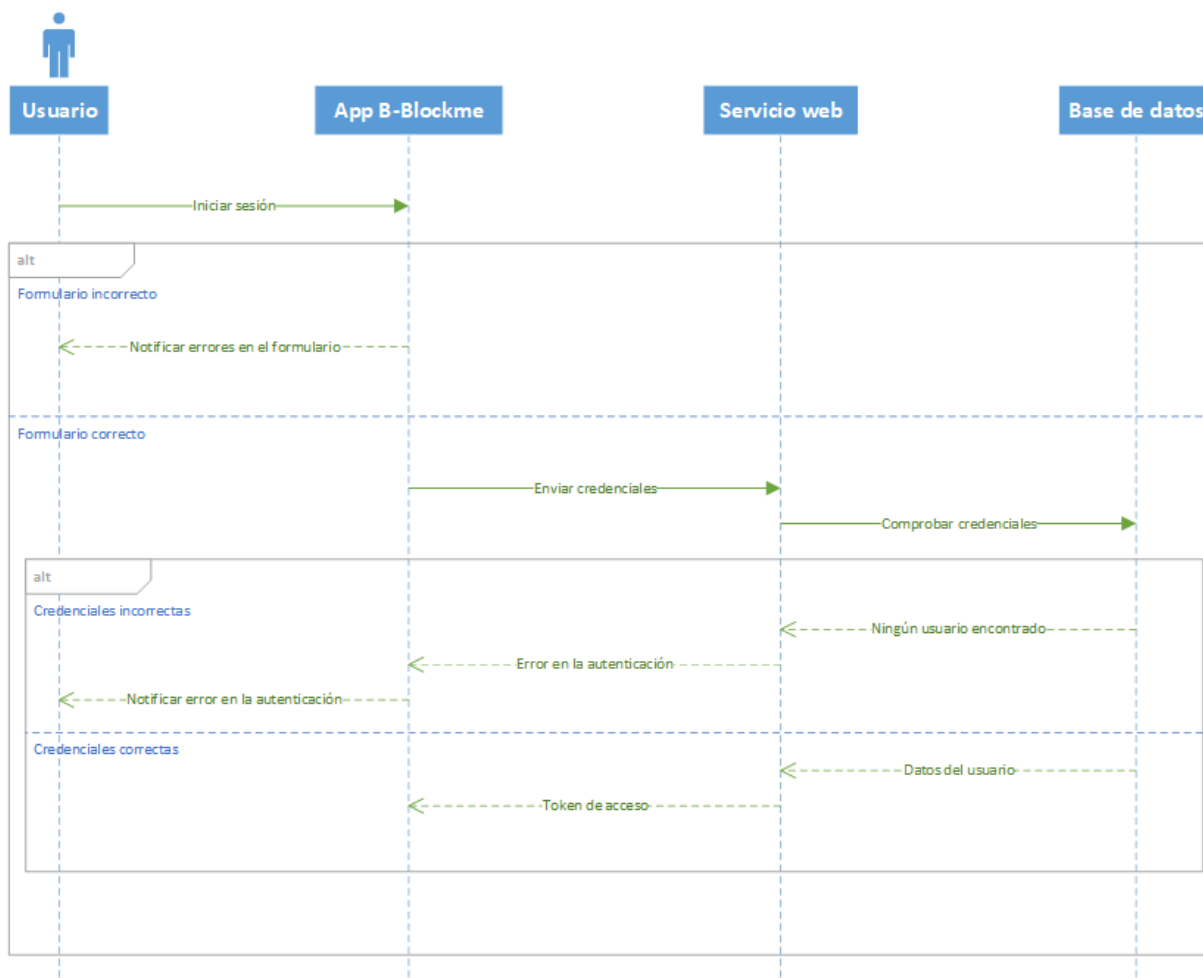 Usuario
App B-Blockme
Servicio web
Base de datos
Iniciar sesión
alt
Formulario incorrecto
Notificar errores en el formulario
Formulario correcto
Enviar credenciales
Comprobar credenciales
alt
Credenciales incorrectas
Ningún usuario encontrado
Error en la autenticación
Notificar error en la autenticación
Credenciales correctas
Datos del usuario
Token de acceso